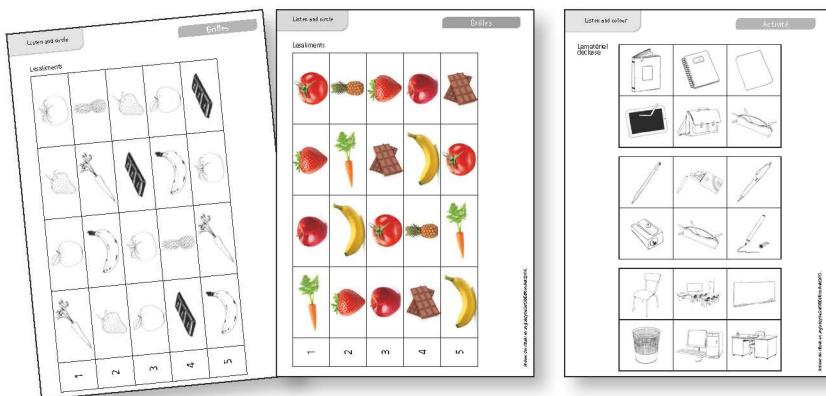 Listen and circle
Grilles
Les aliments
1
2
3
4
5
Listen and circle
Grilles
Les aliments
1
2
3
4
5
Listen and colour
Activité
Le matériel
de classe